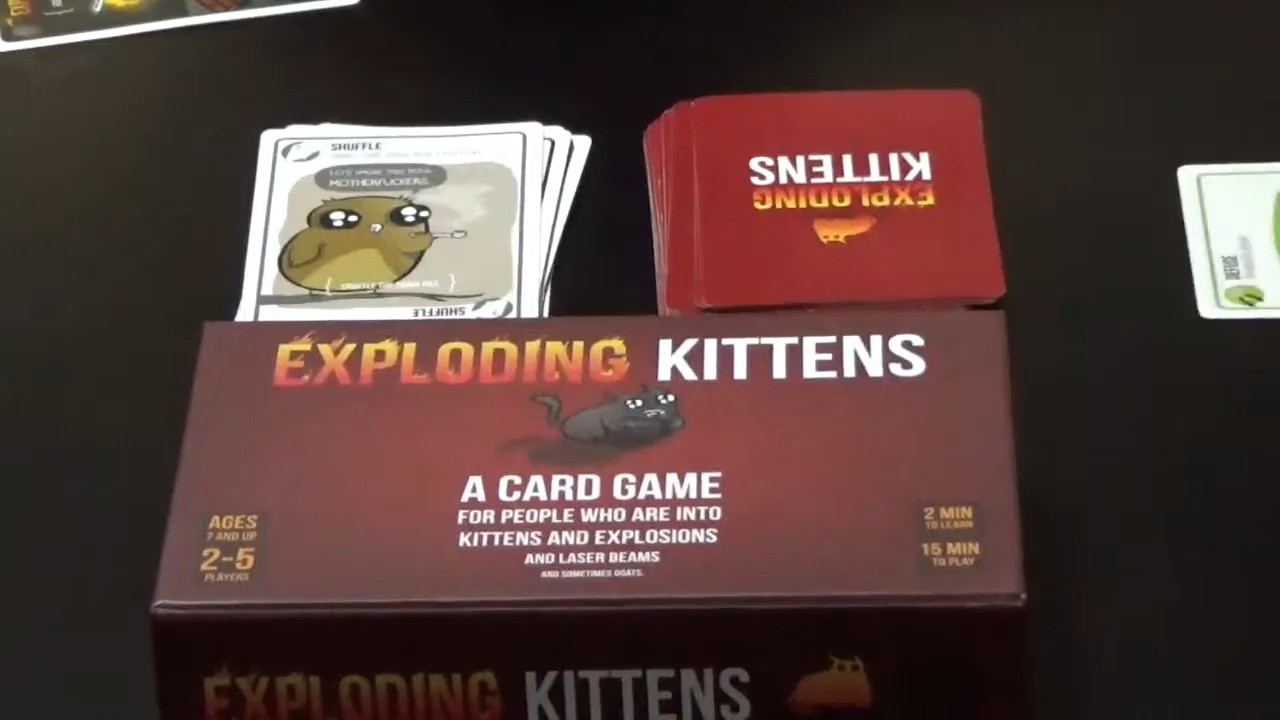 SHUFFLE
MOTHERFUCKERS.
SHUFFLE
EXPLODING
KITTENS
DEFUSE
EXPLODING KITTENS
A CARD GAME
FOR PEOPLE WHO ARE INTO
KITTENS AND EXPLOSIONS
AND LASER BEAMS
AND SOMETIMES GOATS.
AGES
7 AND UP
2-5
PLAYERS
2 MIN
TO LEARN
15 MIN
TO PLAY
EXPLODING KITTENS